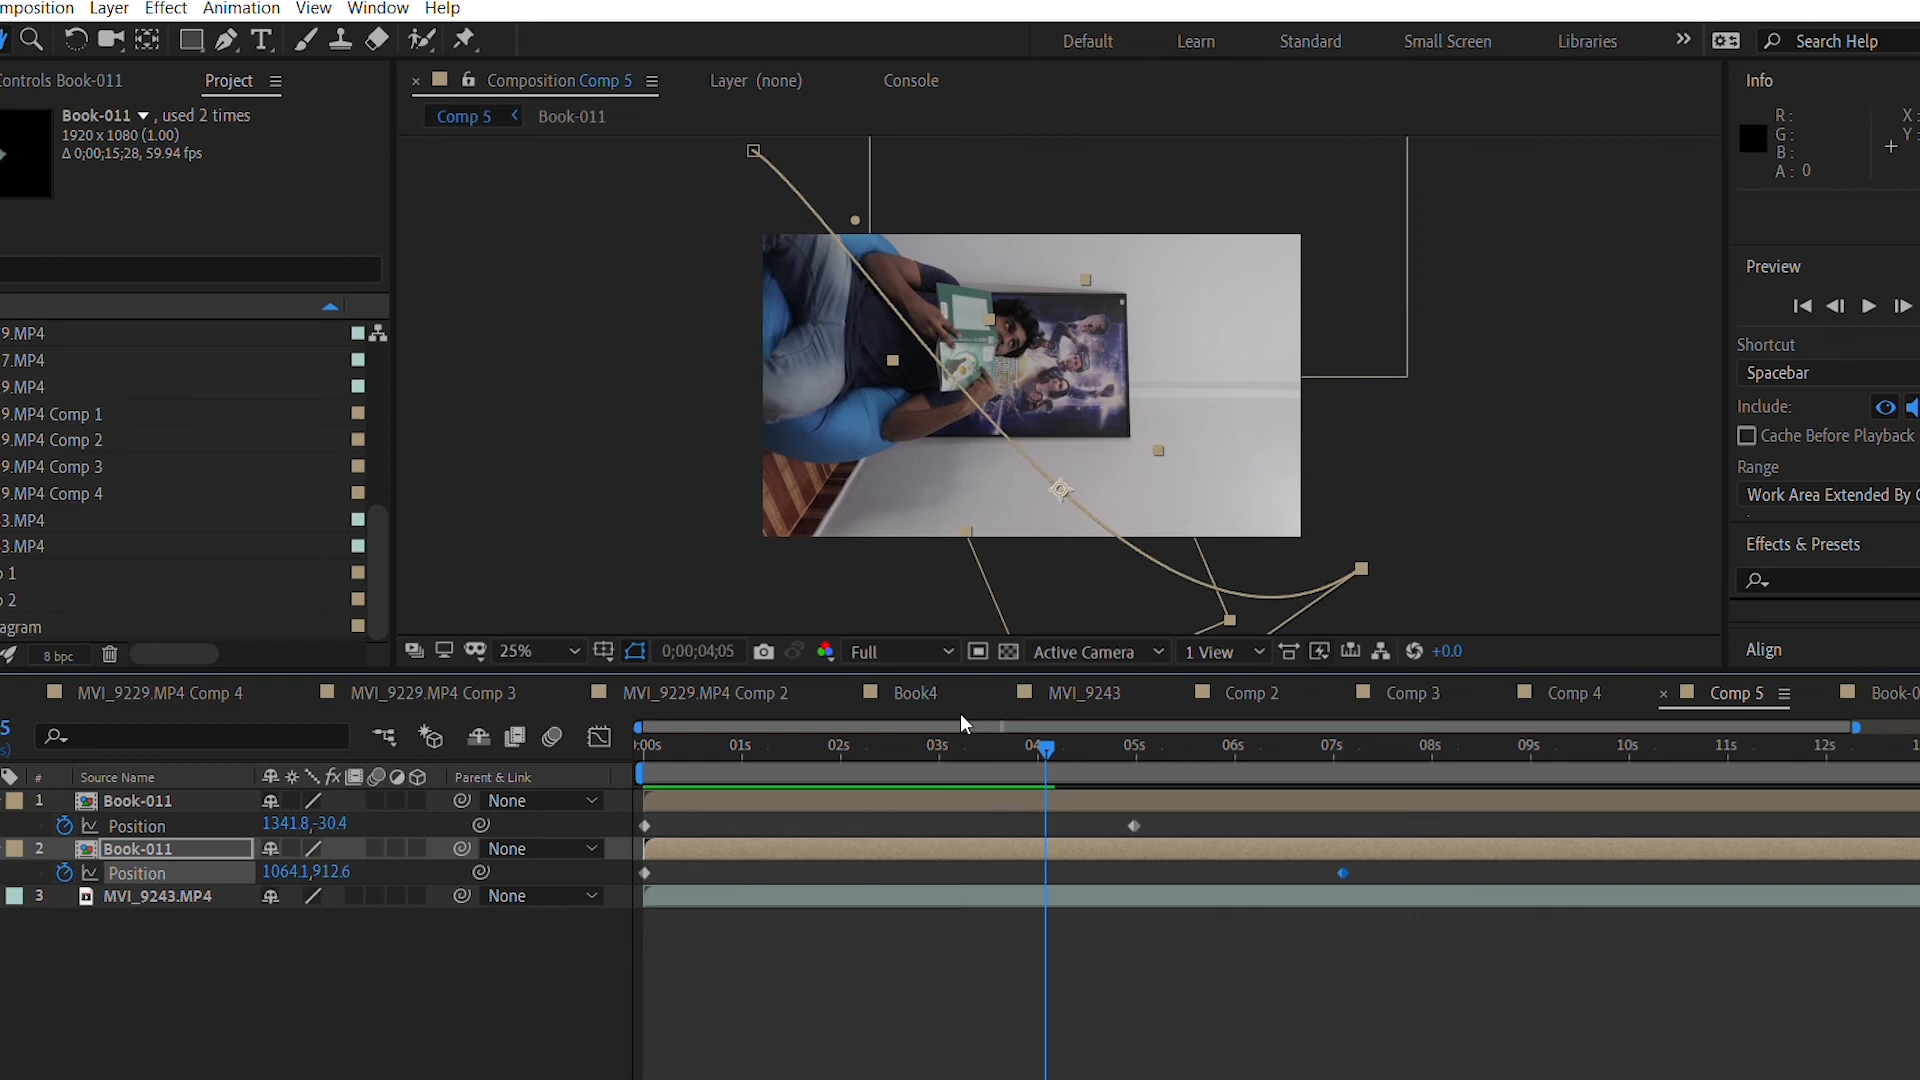 mposition Layer Effect Animation View Window Help
Default Learn Standard Small Screen Libraries Search Help
ontrols Book-011 Project
Composition Comp 5 Layer (none) Console
Info
Book-011 , used 2 times
1920 x 1080 (1.00)
Δ 0;00;15;28, 59.94 fps
Comp 5 Book-011
R : X :
G : Y :
B :
A : 0
Preview
Shortcut
Spacebar
Include:
Cache Before Playback
Range
Work Area Extended By C
Effects & Presets
Align
9.MP4
7.MP4
9.MP4
9.MP4 Comp 1
9.MP4 Comp 2
9.MP4 Comp 3
9.MP4 Comp 4
3.MP4
3.MP4
o 1
o 2
agram
8 bpc
25% 0;00;04;05 Full Active Camera 1 View +0.0
MVI_9229.MP4 Comp 4 MVI_9229.MP4 Comp 3 MVI_9229.MP4 Comp 2 Book4 MVI_9243 Comp 2 Comp 3 Comp 4 Comp 5 Book-0
5
s)
:00s 01s 02s 03s 04 05s 06s 07s 08s 09s 10s 11s 12s 1
# Source Name fx Parent & Link
1 Book-011 None
Position 1341.8,-30.4
2 Book-011 None
Position 1064.1,912.6
3 MVI_9243.MP4 None